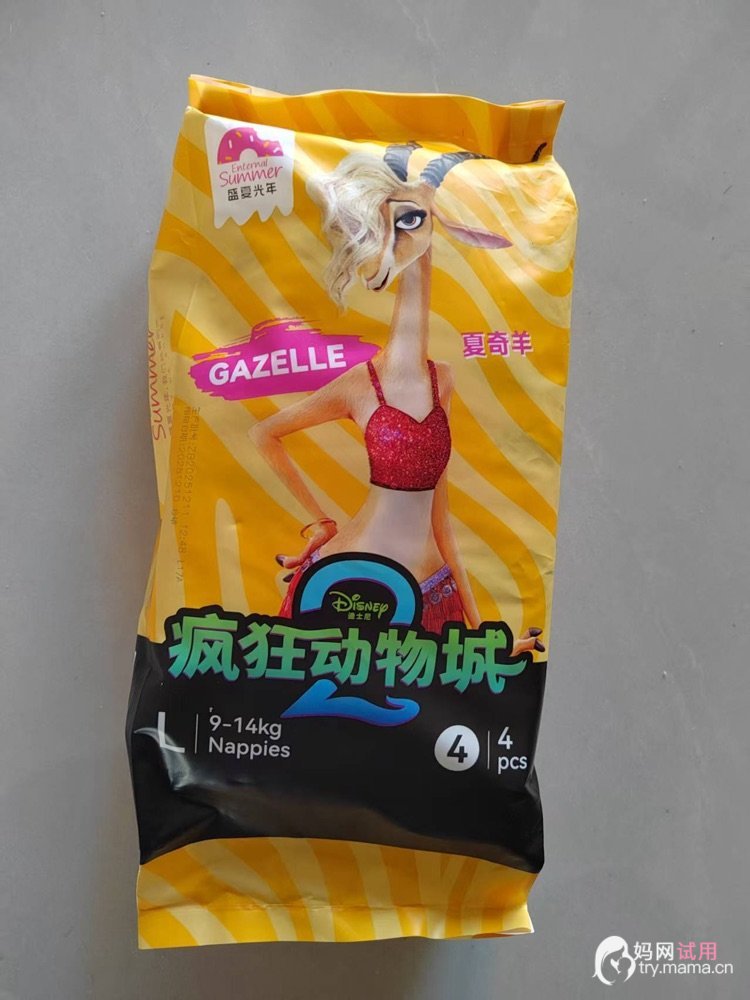 Enternal
Summer
盛夏光年
GAZELLE
夏奇羊
Summer
Disney
迪士尼
疯狂动物城
2
L
9-14kg
Nappies
4
4
pcs
妈网试用
try.mama.cn